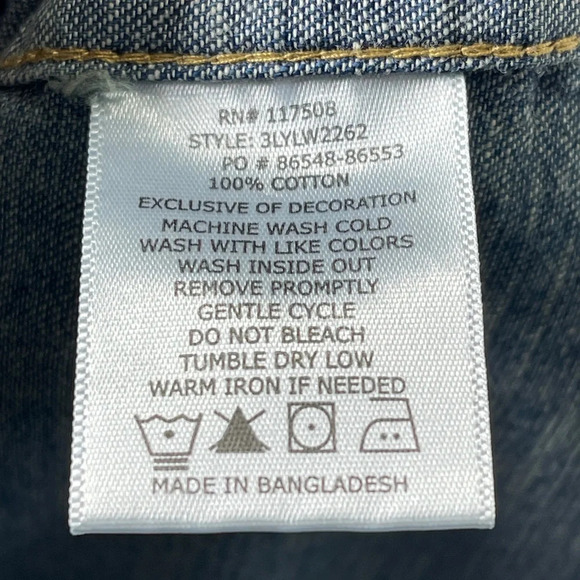 RN# 117508
STYLE: 3LYLW2262
PO # 86548-86553
100% COTTON
EXCLUSIVE OF DECORATION
MACHINE WASH COLD
WASH WITH LIKE COLORS
WASH INSIDE OUT
REMOVE PROMPTLY
GENTLE CYCLE
DO NOT BLEACH
TUMBLE DRY LOW
WARM IRON IF NEEDED
MADE IN BANGLADESH